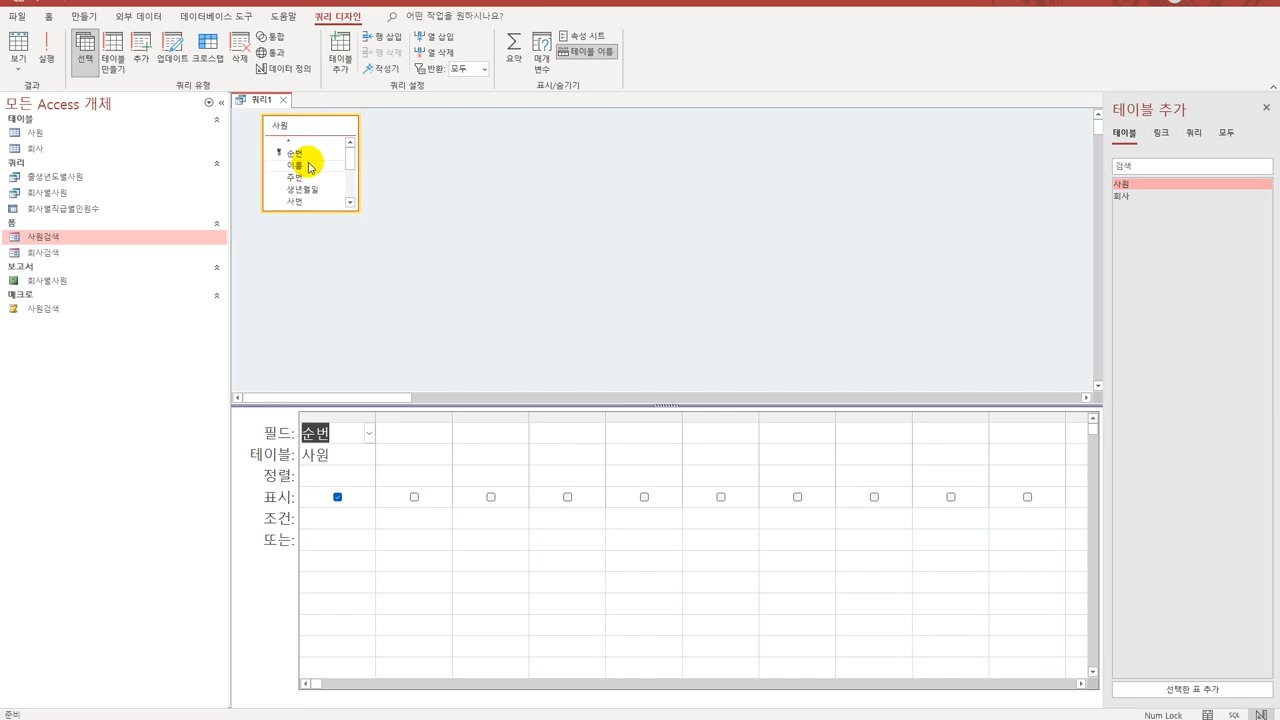 파일 홈 만들기 외부 데이터 데이터베이스 도구 도움말 쿼리 디자인 어떤 작업을 원하시나요?
보기 실행 선택 테이블 만들기 추가 업데이트 크로스탭 삭제 통합 통과 데이터 정의 테이블 추가 행 삽입 행 삭제 작성기 열 삽입 열 삭제 반환: 모두 요약 매개 변수 속성 시트 테이블 이름
결과 쿼리 유형 쿼리 설정 표시/숨기기
모든 Access 개체
테이블
사원
회사
쿼리
출생년도별사원
회사별사원
회사별직급별인원수
폼
사원검색
회사검색
보고서
회사별사원
매크로
사원검색
쿼리1
사원
*
순번
이름
주번
생년월일
사번
필드: 순번
테이블: 사원
정렬:
표시:
조건:
또는:
테이블 추가
테이블 링크 쿼리 모두
검색
사원
회사
선택한 표 추가
준비 Num Lock SQL